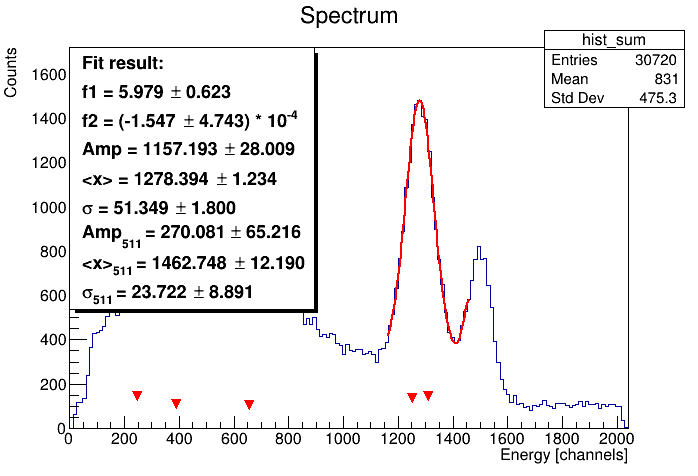 Spectrum
hist_sum
Entries 30720
Mean 831
Std Dev 475.3
Fit result:
f1 = 5.979 ± 0.623
f2 = (-1.547 ± 4.743) * 10⁻⁴
Amp = 1157.193 ± 28.009
<x> = 1278.394 ± 1.234
σ = 51.349 ± 1.800
Amp₅₁₁ = 270.081 ± 65.216
<x>₅₁₁ = 1462.748 ± 12.190
σ₅₁₁ = 23.722 ± 8.891
Counts
1600
1400
1200
1000
800
600
400
200
0
0 200 400 600 800 1000 1200 1400 1600 1800 2000
Energy [channels]